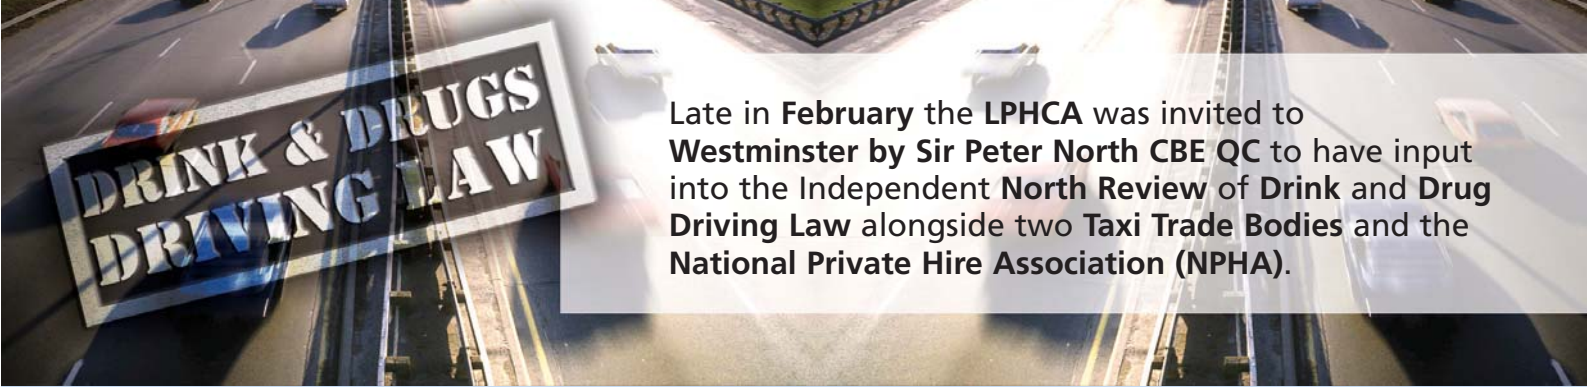 DRINK & DRUGS
DRIVING LAW
Late in February the LPHCA was invited to
Westminster by Sir Peter North CBE QC to have input
into the Independent North Review of Drink and Drug
Driving Law alongside two Taxi Trade Bodies and the
National Private Hire Association (NPHA).